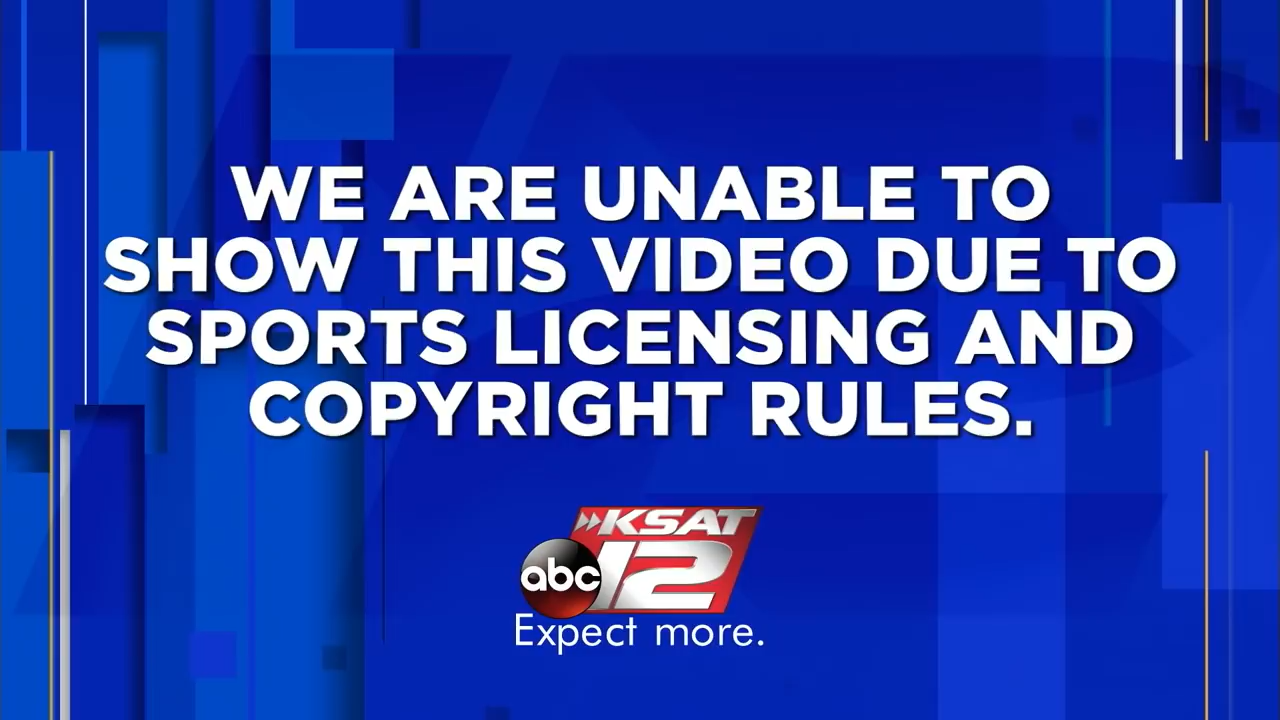 WE ARE UNABLE TO
SHOW THIS VIDEO DUE TO
SPORTS LICENSING AND
COPYRIGHT RULES.
KSAT
abc 12
Expect more.